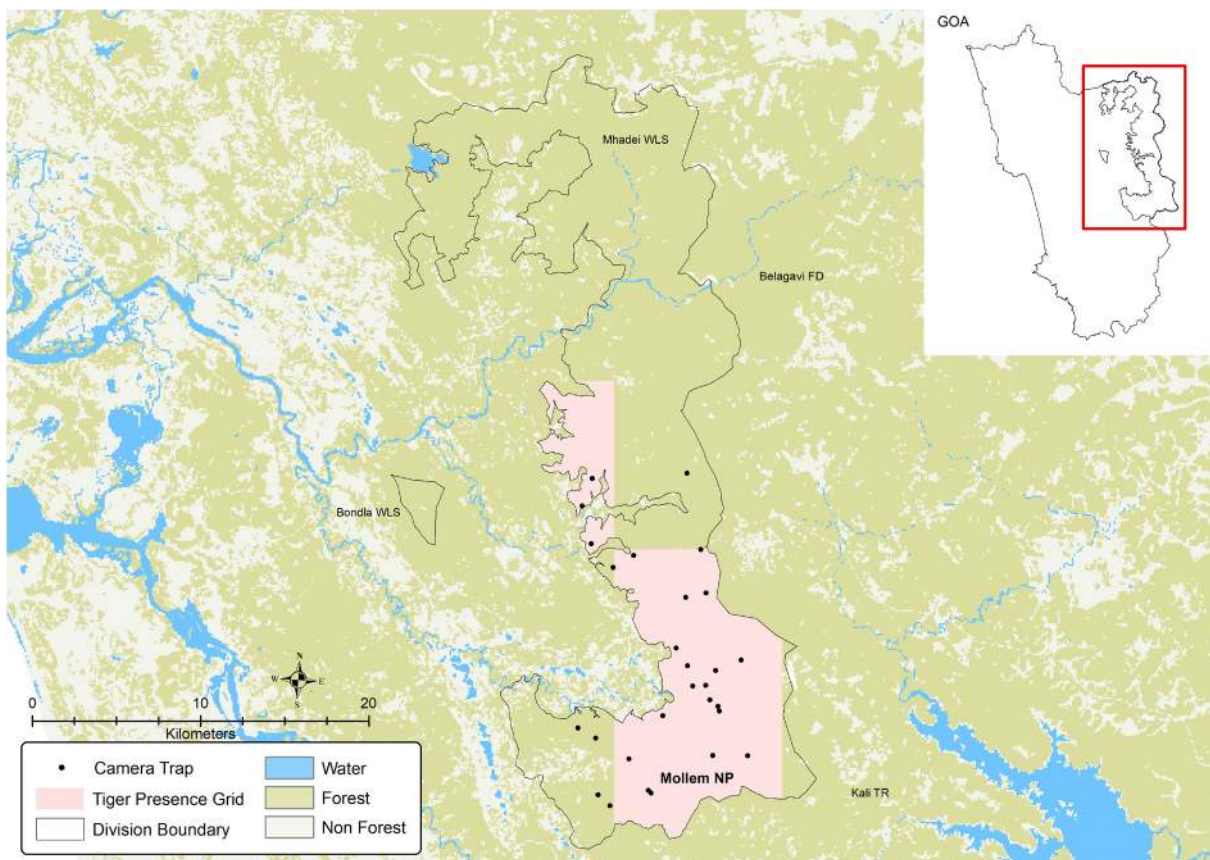 GOA
Mhadei WLS
Belagavi FD
Bondla WLS
N
W E
S
0 10 20
Kilometers
Mollem NP
Kali TR
Camera Trap
Tiger Presence Grid
Division Boundary
Water
Forest
Non Forest